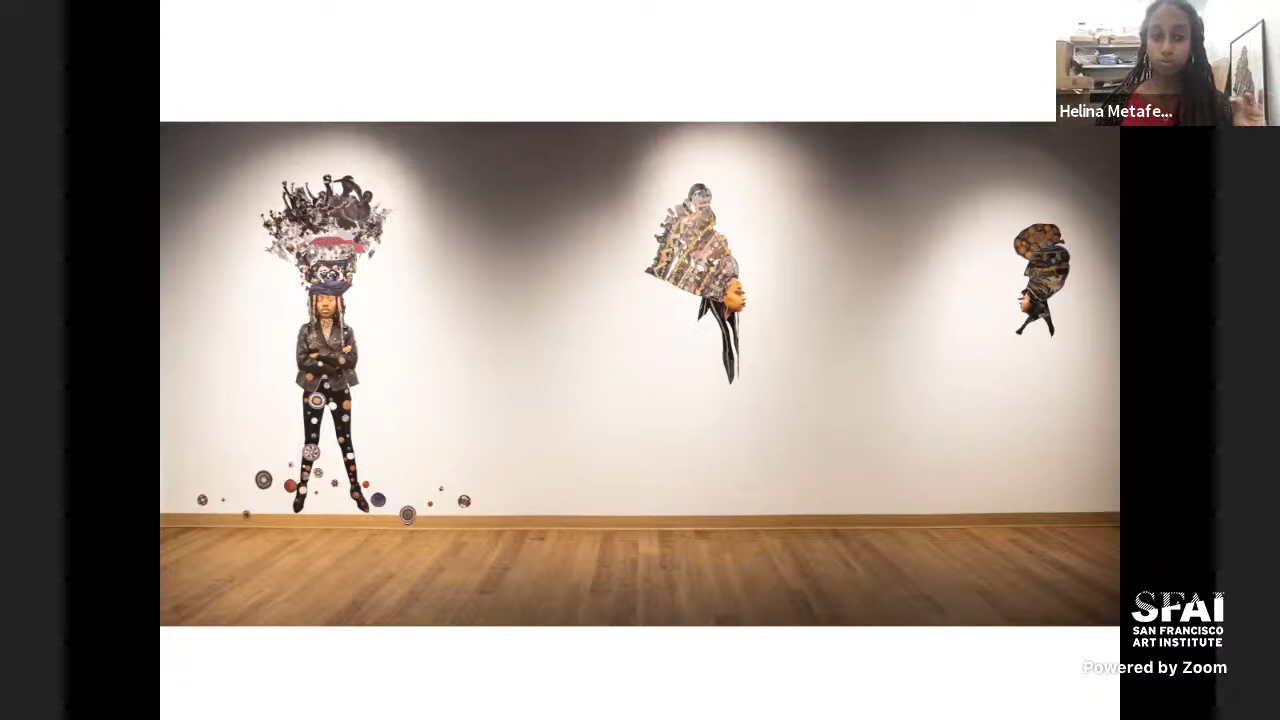 Helina Metafe...
SFAI
SAN FRANCISCO
ART INSTITUTE
Powered by Zoom